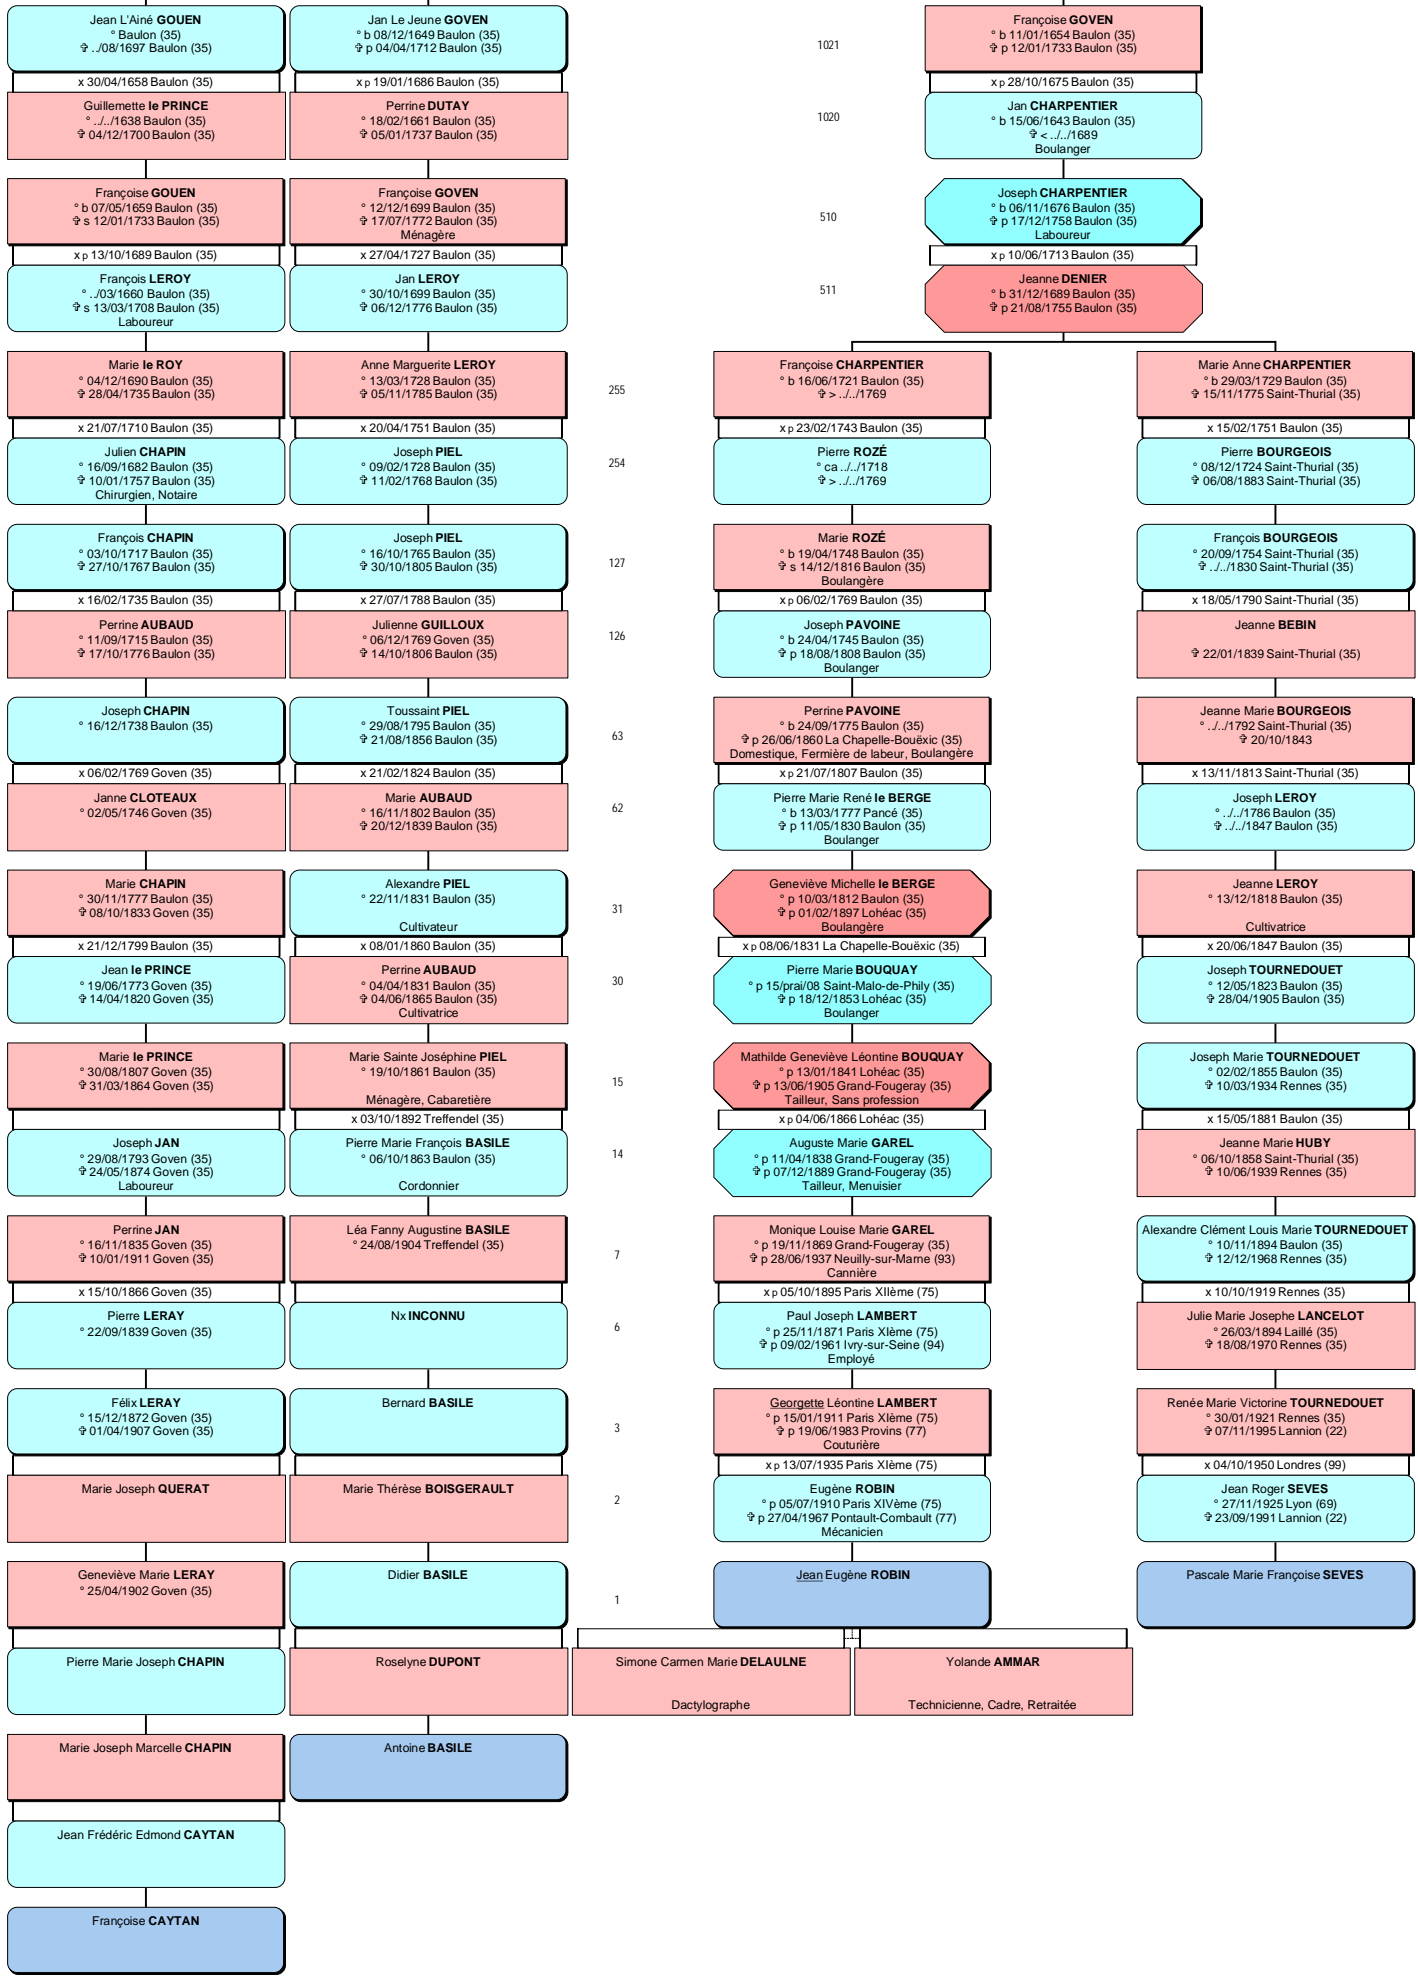 Jean L'Ainé GOUEN
° Baulon (35)
✞ ../08/1697 Baulon (35)
x 30/04/1658 Baulon (35)
Guillemette le PRINCE
° ../../1638 Baulon (35)
✞ 04/12/1700 Baulon (35)
Françoise GOUEN
° b 07/05/1659 Baulon (35)
✞ s 12/01/1733 Baulon (35)
x p 13/10/1689 Baulon (35)
François LEROY
° ../03/1660 Baulon (35)
✞ s 13/03/1708 Baulon (35)
Laboureur
Marie le ROY
° 04/12/1690 Baulon (35)
✞ 28/04/1735 Baulon (35)
x 21/07/1710 Baulon (35)
Julien CHAPIN
° 16/09/1682 Baulon (35)
✞ 10/01/1757 Baulon (35)
Chirurgien, Notaire
François CHAPIN
° 03/10/1717 Baulon (35)
✞ 27/10/1767 Baulon (35)
x 16/02/1735 Baulon (35)
Perrine AUBAUD
° 11/09/1715 Baulon (35)
✞ 17/10/1776 Baulon (35)
Joseph CHAPIN
° 16/12/1738 Baulon (35)
x 06/02/1769 Goven (35)
Janne CLOTEAUX
° 02/05/1746 Goven (35)
Marie CHAPIN
° 30/11/1777 Baulon (35)
✞ 08/10/1833 Goven (35)
x 21/12/1799 Baulon (35)
Jean le PRINCE
° 19/06/1773 Goven (35)
✞ 14/04/1820 Goven (35)
Marie le PRINCE
° 30/08/1807 Goven (35)
✞ 31/03/1864 Goven (35)
Joseph JAN
° 29/08/1793 Goven (35)
✞ 24/05/1874 Goven (35)
Laboureur
Perrine JAN
° 16/11/1835 Goven (35)
✞ 10/01/1911 Goven (35)
x 15/10/1866 Goven (35)
Pierre LERAY
° 22/09/1839 Goven (35)
Félix LERAY
° 15/12/1872 Goven (35)
✞ 01/04/1907 Goven (35)
Marie Joseph QUERAT
Geneviève Marie LERAY
° 25/04/1902 Goven (35)
Pierre Marie Joseph CHAPIN
Marie Joseph Marcelle CHAPIN
Jean Frédéric Edmond CAYTAN
Françoise CAYTAN
Jan Le Jeune GOVEN
° b 08/12/1649 Baulon (35)
✞ p 04/04/1712 Baulon (35)
x p 19/01/1686 Baulon (35)
Perrine DUTAY
° 18/02/1661 Baulon (35)
✞ 05/01/1737 Baulon (35)
Françoise GOVEN
° 12/12/1699 Baulon (35)
✞ 17/07/1772 Baulon (35)
Ménagère
x 27/04/1727 Baulon (35)
Jan LEROY
° 30/10/1699 Baulon (35)
✞ 06/12/1776 Baulon (35)
Anne Marguerite LEROY
° 13/03/1728 Baulon (35)
✞ 05/11/1785 Baulon (35)
x 20/04/1751 Baulon (35)
Joseph PIEL
° 09/02/1728 Baulon (35)
✞ 11/02/1768 Baulon (35)
Joseph PIEL
° 16/10/1765 Baulon (35)
✞ 30/10/1805 Baulon (35)
x 27/07/1788 Baulon (35)
Julienne GUILLOUX
° 06/12/1769 Goven (35)
✞ 14/10/1806 Baulon (35)
Toussaint PIEL
° 29/08/1795 Baulon (35)
✞ 21/08/1856 Baulon (35)
x 21/02/1824 Baulon (35)
Marie AUBAUD
° 16/11/1802 Baulon (35)
✞ 20/12/1839 Baulon (35)
Alexandre PIEL
° 22/11/1831 Baulon (35)
Cultivateur
x 08/01/1860 Baulon (35)
Perrine AUBAUD
° 04/04/1831 Baulon (35)
✞ 04/06/1865 Baulon (35)
Cultivatrice
Marie Sainte Joséphine PIEL
° 19/10/1861 Baulon (35)
Ménagère, Cabaretière
x 03/10/1892 Treffendel (35)
Pierre Marie François BASILE
° 06/10/1863 Baulon (35)
Cordonnier
Léa Fanny Augustine BASILE
° 24/08/1904 Treffendel (35)
Nx INCONNU
Bernard BASILE
Marie Thérèse BOISGERAULT
Didier BASILE
Roselyne DUPONT
Antoine BASILE
1021
1020
510
511
255
254
127
126
63
62
31
30
15
14
7
6
3
2
1
Françoise GOVEN
° b 11/01/1654 Baulon (35)
✞ p 12/01/1733 Baulon (35)
x p 28/10/1675 Baulon (35)
Jan CHARPENTIER
° b 15/06/1643 Baulon (35)
✞ < ../../1689
Boulanger
Joseph CHARPENTIER
° b 06/11/1676 Baulon (35)
✞ p 17/12/1758 Baulon (35)
Laboureur
x p 10/06/1713 Baulon (35)
Jeanne DENIER
° b 31/12/1689 Baulon (35)
✞ p 21/08/1755 Baulon (35)
Françoise CHARPENTIER
° b 16/06/1721 Baulon (35)
✞ > ../../1769
x p 23/02/1743 Baulon (35)
Pierre ROZÉ
° ca ../../1718
✞ > ../../1769
Marie ROZÉ
° b 19/04/1748 Baulon (35)
✞ s 14/12/1816 Baulon (35)
Boulangère
x p 06/02/1769 Baulon (35)
Joseph PAVOINE
° b 24/04/1745 Baulon (35)
✞ p 18/08/1808 Baulon (35)
Boulanger
Perrine PAVOINE
° b 24/09/1775 Baulon (35)
✞ p 26/06/1860 La Chapelle-Bouëxic (35)
Domestique, Fermière de labeur, Boulangère
x p 21/07/1807 Baulon (35)
Pierre Marie René le BERGE
° b 13/03/1777 Pancé (35)
✞ p 11/05/1830 Baulon (35)
Boulanger
Geneviève Michelle le BERGE
° p 10/03/1812 Baulon (35)
✞ p 01/02/1897 Lohéac (35)
Boulangère
x p 08/06/1831 La Chapelle-Bouëxic (35)
Pierre Marie BOUQUAY
° p 15/prai/08 Saint-Malo-de-Phily (35)
✞ p 18/12/1853 Lohéac (35)
Boulanger
Mathilde Geneviève Léontine BOUQUAY
° p 13/01/1841 Lohéac (35)
✞ p 13/06/1905 Grand-Fougeray (35)
Tailleur, Sans profession
x p 04/06/1866 Lohéac (35)
Auguste Marie GAREL
° p 11/04/1838 Grand-Fougeray (35)
✞ p 07/12/1889 Grand-Fougeray (35)
Tailleur, Menuisier
Monique Louise Marie GAREL
° p 19/11/1869 Grand-Fougeray (35)
✞ p 28/06/1937 Neuilly-sur-Marne (93)
Cannière
x p 05/10/1895 Paris XIIème (75)
Paul Joseph LAMBERT
° p 25/11/1871 Paris XIème (75)
✞ p 09/02/1961 Ivry-sur-Seine (94)
Employé
Georgette Léontine LAMBERT
° p 15/01/1911 Paris XIème (75)
✞ p 19/06/1983 Provins (77)
Couturière
x p 13/07/1935 Paris XIème (75)
Eugène ROBIN
° p 05/07/1910 Paris XIVème (75)
✞ p 27/04/1967 Pontault-Combault (77)
Mécanicien
Jean Eugène ROBIN
Simone Carmen Marie DELAULNE
Dactylographe
Yolande AMMAR
Technicienne, Cadre, Retraitée
Marie Anne CHARPENTIER
° b 29/03/1729 Baulon (35)
✞ 15/11/1775 Saint-Thurial (35)
x 15/02/1751 Baulon (35)
Pierre BOURGEOIS
° 08/12/1724 Saint-Thurial (35)
✞ 06/08/1883 Saint-Thurial (35)
François BOURGEOIS
° 20/09/1754 Saint-Thurial (35)
✞ ../../1830 Saint-Thurial (35)
x 18/05/1790 Saint-Thurial (35)
Jeanne BEBIN
✞ 22/01/1839 Saint-Thurial (35)
Jeanne Marie BOURGEOIS
° ../../1792 Saint-Thurial (35)
✞ 20/10/1843
x 13/11/1813 Saint-Thurial (35)
Joseph LEROY
° ../../1786 Baulon (35)
✞ ../../1847 Baulon (35)
Jeanne LEROY
° 13/12/1818 Baulon (35)
Cultivatrice
x 20/06/1847 Baulon (35)
Joseph TOURNEDOUET
° 12/05/1823 Baulon (35)
✞ 28/04/1905 Baulon (35)
Joseph Marie TOURNEDOUET
° 02/02/1855 Baulon (35)
✞ 10/03/1934 Rennes (35)
x 15/05/1881 Baulon (35)
Jeanne Marie HUBY
° 06/10/1858 Saint-Thurial (35)
✞ 10/06/1939 Rennes (35)
Alexandre Clément Louis Marie TOURNEDOUET
° 10/11/1894 Baulon (35)
✞ 12/12/1968 Rennes (35)
x 10/10/1919 Rennes (35)
Julie Marie Josephe LANCELOT
° 26/03/1894 Laillé (35)
✞ 18/08/1970 Rennes (35)
Renée Marie Victorine TOURNEDOUET
° 30/01/1921 Rennes (35)
✞ 07/11/1995 Lannion (22)
x 04/10/1950 Londres (99)
Jean Roger SEVES
° 27/11/1925 Lyon (69)
✞ 23/09/1991 Lannion (22)
Pascale Marie Françoise SEVES